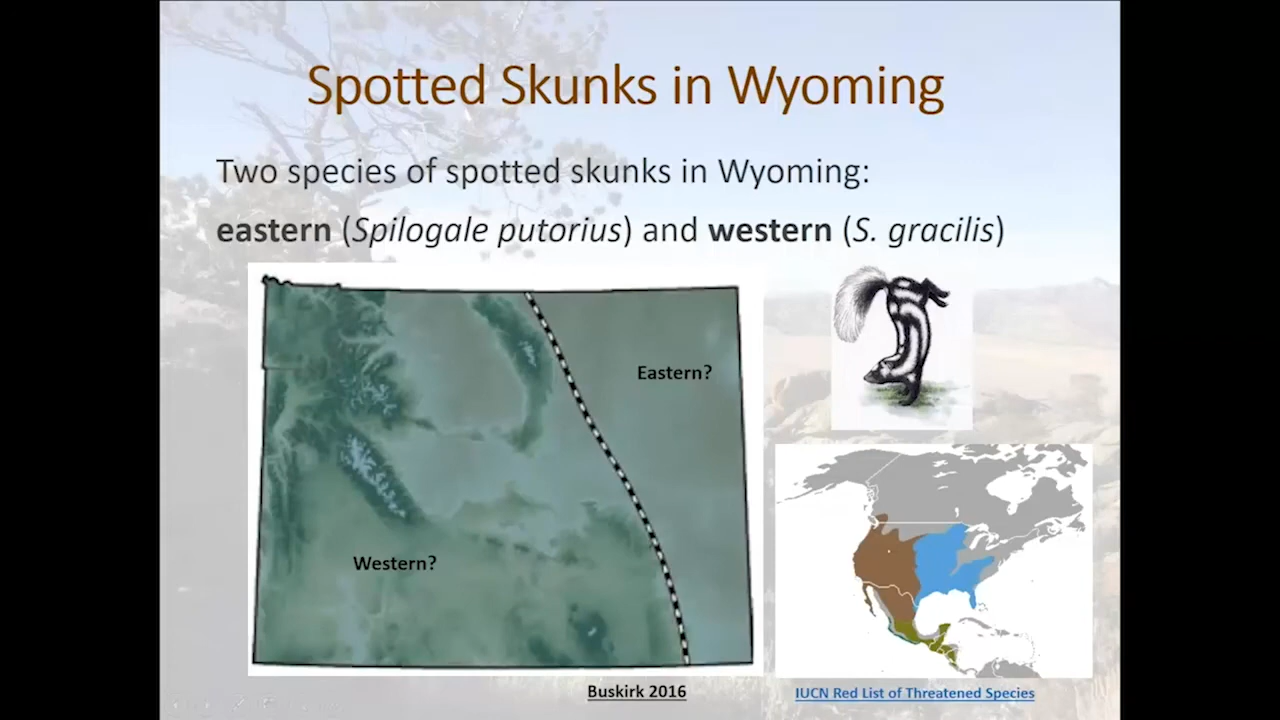 Spotted Skunks in Wyoming
Two species of spotted skunks in Wyoming:
eastern (Spilogale putorius) and western (S. gracilis)
Eastern?
Western?
Buskirk 2016
IUCN Red List of Threatened Species